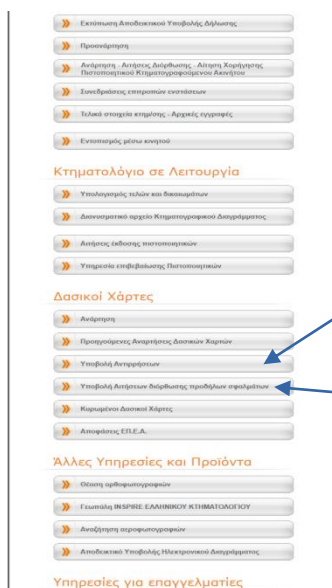 Εκτύπωση Αποδεικτικού Υποβολής Δήλωσης
Προανάρτηση
Ανάρτηση - Αιτήσεις Διόρθωσης - Αίτηση Χορήγησης
Πιστοποιητικού Κτηματογραφούμενου Ακινήτου
Συνεδριάσεις επιτροπών ενστάσεων
Τελικά στοιχεία κτημ/σης - Αρχικές εγγραφές
Εντοπισμός μέσω κινητού
Κτηματολόγιο σε Λειτουργία
Υπολογισμός τελών και δικαιωμάτων
Διανυσματικό αρχείο Κτηματογραφικού Διαγράμματος
Αιτήσεις έκδοσης πιστοποιητικών
Υπηρεσία επιβεβαίωσης Πιστοποιητικών
Δασικοί Χάρτες
Ανάρτηση
Προηγούμενες Αναρτήσεις Δασικών Χαρτών
Υποβολή Αντιρρήσεων
Υποβολή Αιτήσεων διόρθωσης προδήλων σφαλμάτων
Κυρωμένοι Δασικοί Χάρτες
Αποφάσεις ΕΠ.Ε.Α.
Άλλες Υπηρεσίες και Προϊόντα
Θέαση ορθοφωτογραφιών
Γεωπύλη INSPIRE ΕΛΛΗΝΙΚΟΥ ΚΤΗΜΑΤΟΛΟΓΙΟΥ
Αναζήτηση αεροφωτογραφιών
Αποδεικτικό Υποβολής Ηλεκτρονικού Διαγράμματος
Υπηρεσίες για επαγγελματίες